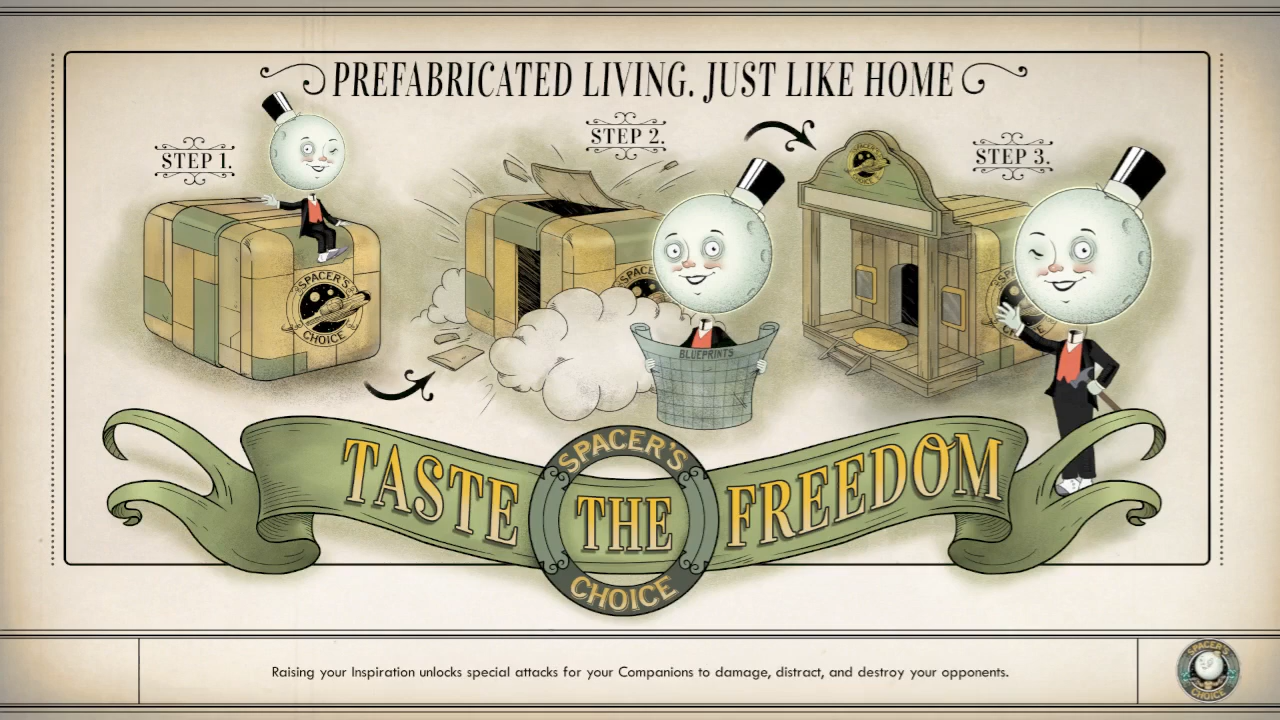 PREFABRICATED LIVING. JUST LIKE HOME
STEP 1.
STEP 2.
STEP 3.
SPACER'S
CHOICE
SPACER'S
BLUEPRINTS
SPACER'S
CHOICE
SPACER'S
TASTE THE FREEDOM
CHOICE
Raising your Inspiration unlocks special attacks for your Companions to damage, distract, and destroy your opponents.
SPACER'S
CHOICE